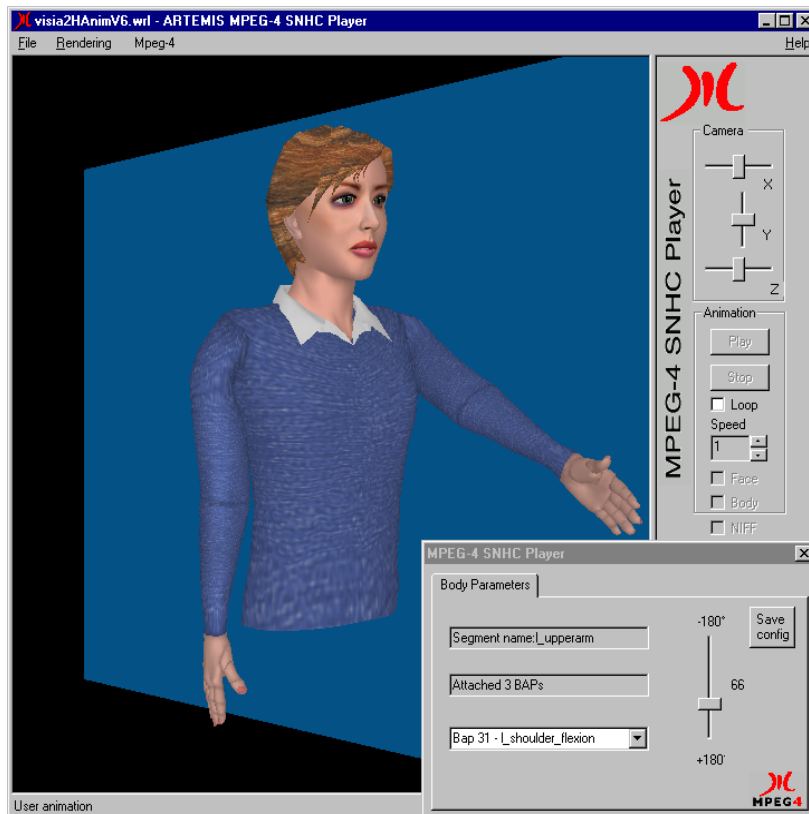 visia2HAnimV6.wrl - ARTEMIS MPEG-4 SNHC Player
File Rendering Mpeg-4 Help
MPEG-4 SNHC Player
Camera
X
Y
Z
Animation
Play
Stop
Loop
Speed
1
Face
Body
NIFF
MPEG-4 SNHC Player
Body Parameters
Segment name:l_upperarm
Attached 3 BAPs
Bap 31 - l_shoulder_flexion
-180°
66
+180°
Save
config
MPEG4
User animation